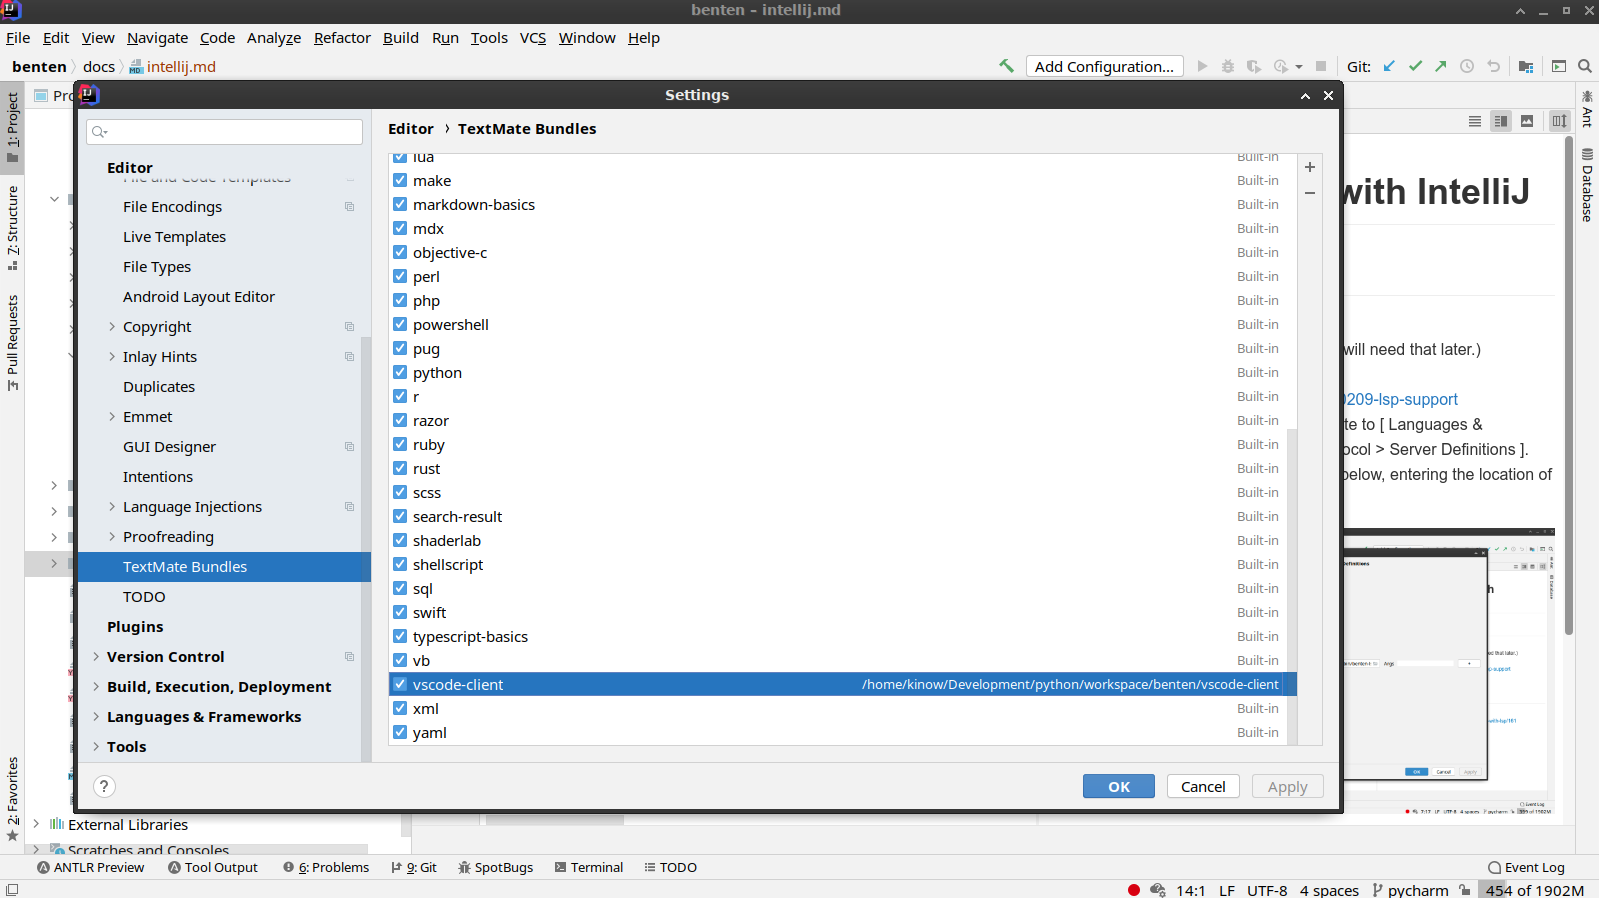 benten – intellij.md
File Edit View Navigate Code Analyze Refactor Build Run Tools VCS Window Help
benten docs intellij.md
Add Configuration...
Git:
1: Project
7: Structure
Pull Requests
2: Favorites
Settings
Editor
File and Code Templates
File Encodings
Live Templates
File Types
Android Layout Editor
Copyright
Inlay Hints
Duplicates
Emmet
GUI Designer
Intentions
Language Injections
Proofreading
TextMate Bundles
TODO
Plugins
Version Control
Build, Execution, Deployment
Languages & Frameworks
Tools
?
Editor › TextMate Bundles
lua Built-in
make Built-in
markdown-basics Built-in
mdx Built-in
objective-c Built-in
perl Built-in
php Built-in
powershell Built-in
pug Built-in
python Built-in
r Built-in
razor Built-in
ruby Built-in
rust Built-in
scss Built-in
search-result Built-in
shaderlab Built-in
shellscript Built-in
sql Built-in
swift Built-in
typescript-basics Built-in
vb Built-in
vscode-client /home/kinow/Development/python/workspace/benten/vscode-client
xml Built-in
yaml Built-in
OK Cancel Apply
with IntelliJ
will need that later.)
0209-lsp-support
te to [ Languages &
ocol > Server Definitions ].
below, entering the location of
OK Cancel Apply
Ant
Database
External Libraries
Scratches and Consoles
ANTLR Preview Tool Output 6: Problems 9: Git SpotBugs Terminal TODO Event Log
14:1 LF UTF-8 4 spaces pycharm 454 of 1902M